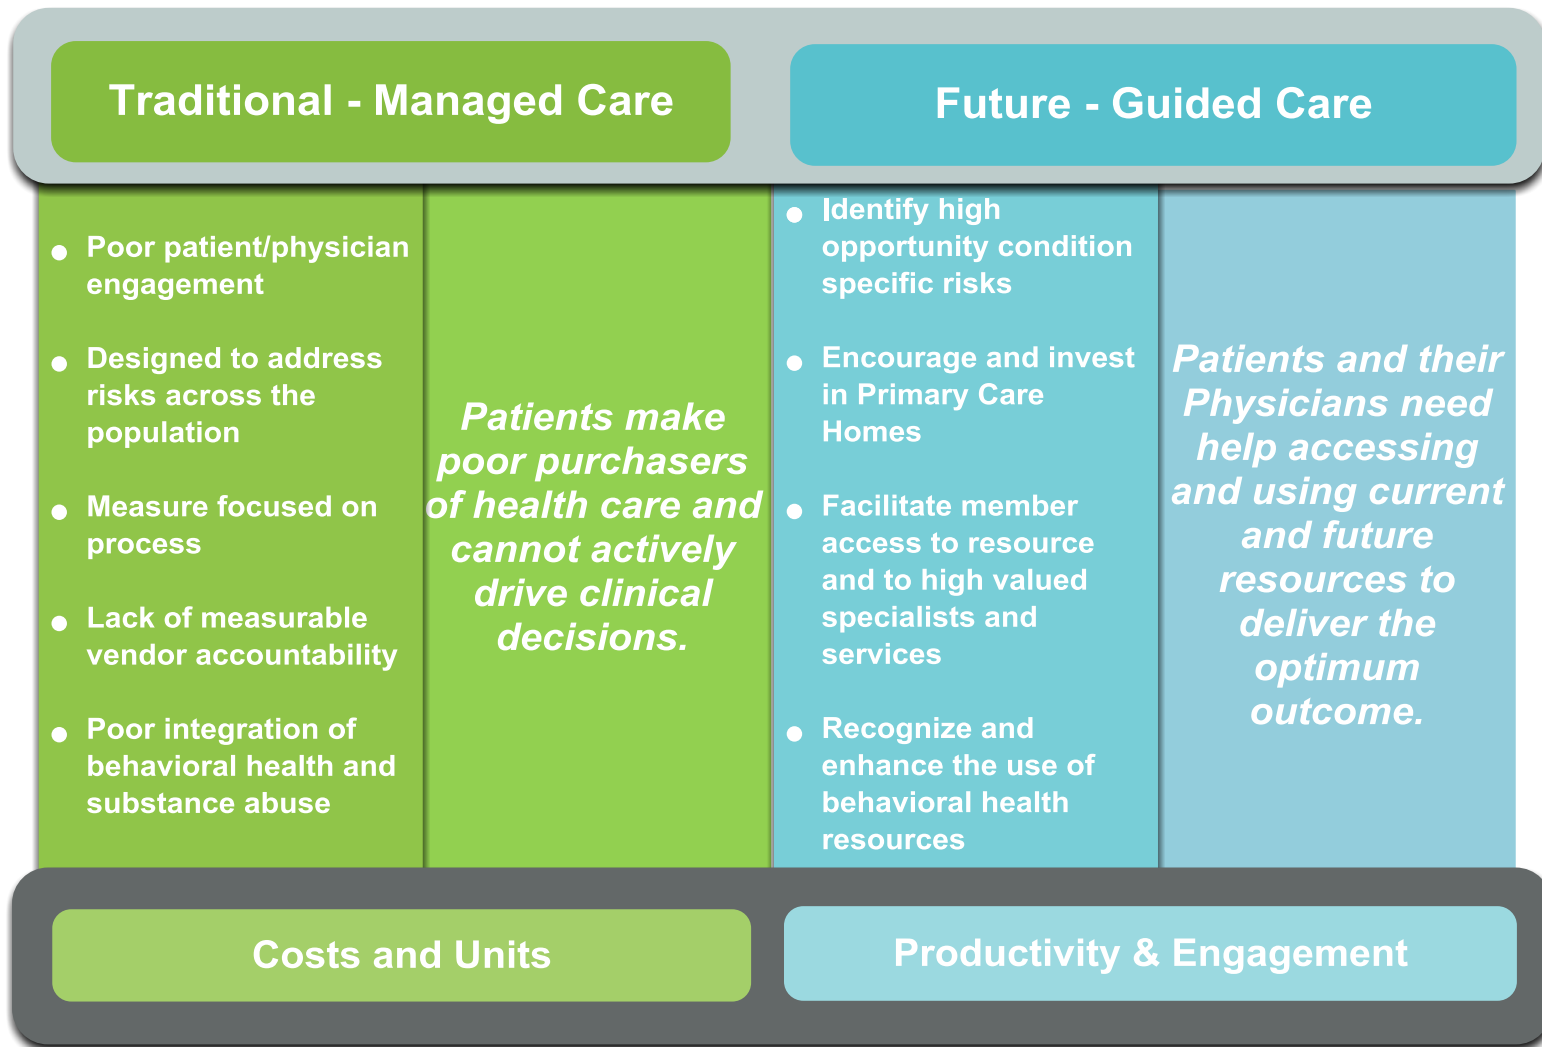 Traditional - Managed Care
Future - Guided Care
• Poor patient/physician
engagement
• Designed to address
risks across the
population
• Measure focused on
process
• Lack of measurable
vendor accountability
• Poor integration of
behavioral health and
substance abuse
Patients make
poor purchasers
of health care and
cannot actively
drive clinical
decisions.
• Identify high
opportunity condition
specific risks
• Encourage and invest
in Primary Care
Homes
• Facilitate member
access to resource
and to high valued
specialists and
services
• Recognize and
enhance the use of
behavioral health
resources
Patients and their
Physicians need
help accessing
and using current
and future
resources to
deliver the
optimum
outcome.
Costs and Units
Productivity & Engagement